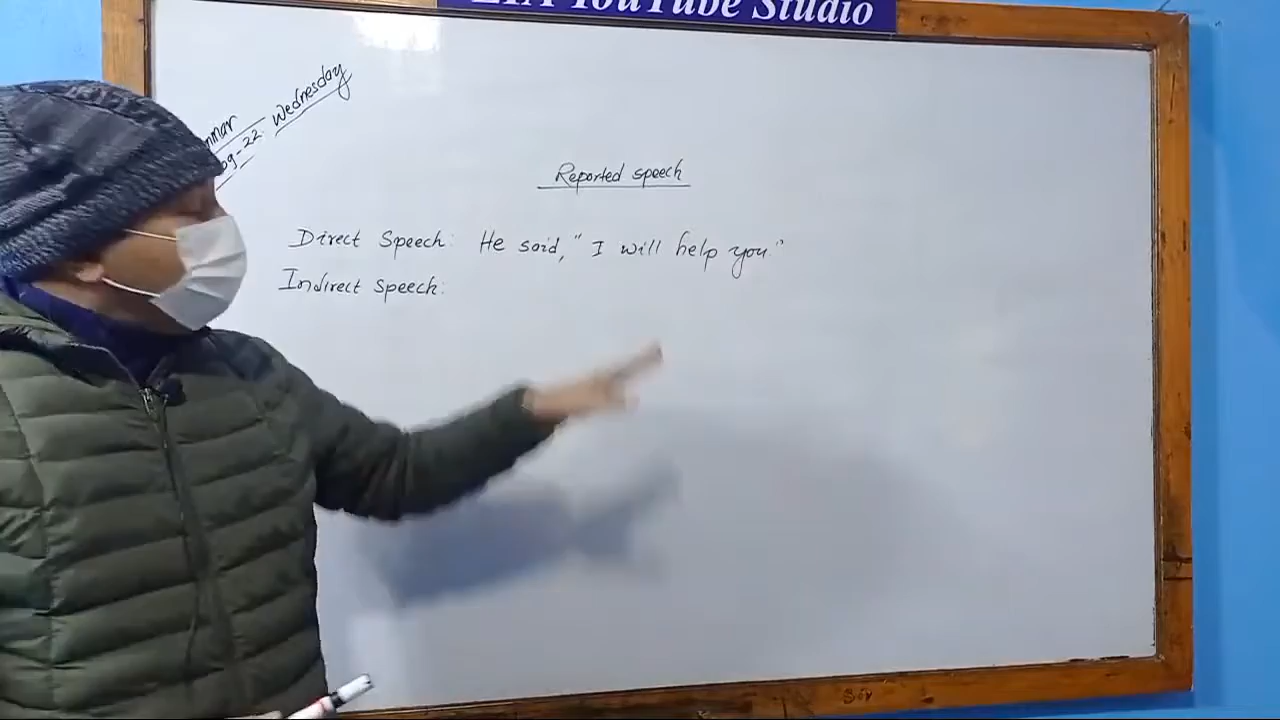 YouTube Studio
Wednesday
Reported speech
Direct Speech: He said, "I will help you."
Indirect speech: